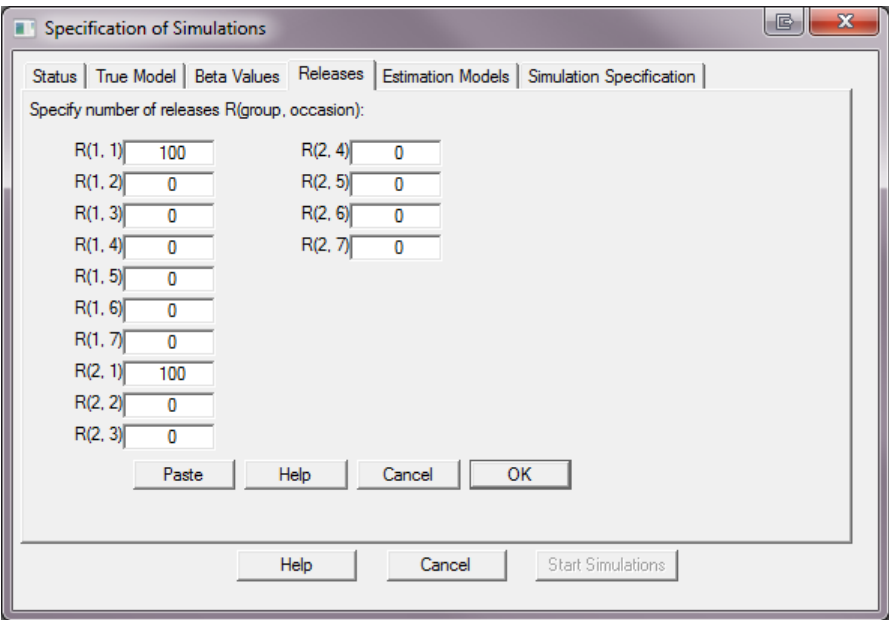 Specification of Simulations
Status True Model Beta Values Releases Estimation Models Simulation Specification
Specify number of releases R(group, occasion):
R(1, 1) 100 R(2, 4) 0
R(1, 2) 0 R(2, 5) 0
R(1, 3) 0 R(2, 6) 0
R(1, 4) 0 R(2, 7) 0
R(1, 5) 0
R(1, 6) 0
R(1, 7) 0
R(2, 1) 100
R(2, 2) 0
R(2, 3) 0
Paste Help Cancel OK
Help Cancel Start Simulations